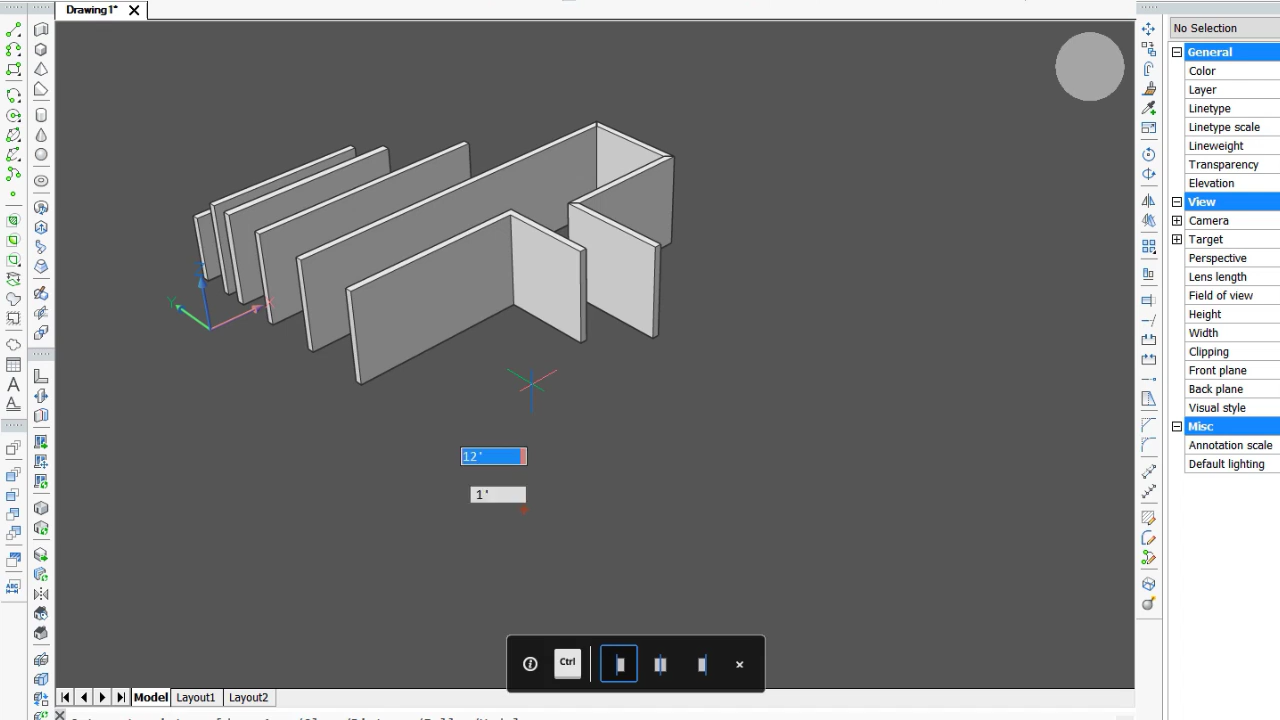 Drawing1*
No Selection
General
Color
Layer
Linetype
Linetype scale
Lineweight
Transparency
Elevation
View
Camera
Target
Perspective
Lens length
Field of view
Height
Width
Clipping
Front plane
Back plane
Visual style
Misc
Annotation scale
Default lighting
Y
X
12'
1'
Ctrl
Model
Layout1
Layout2